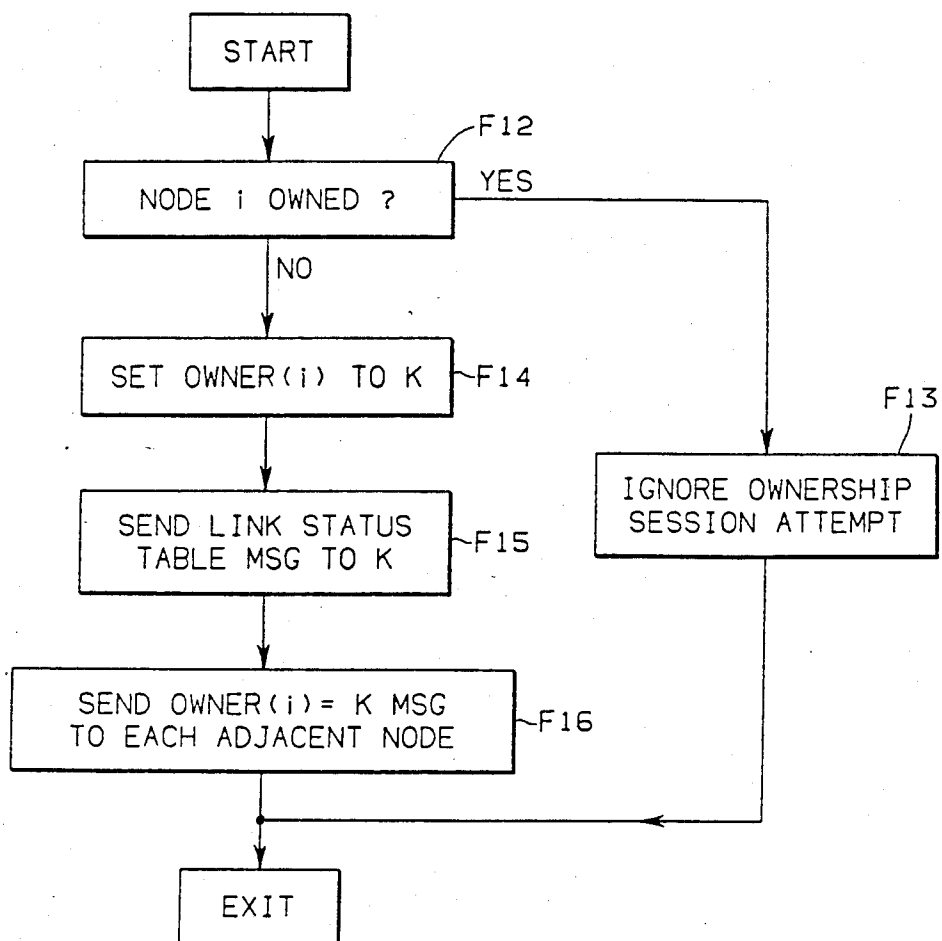 START
F12
NODE i OWNED ?
YES
NO
SET OWNER(i) TO K
F14
F13
IGNORE OWNERSHIP
SESSION ATTEMPT
SEND LINK STATUS
TABLE MSG TO K
F15
SEND OWNER(i)= K MSG
TO EACH ADJACENT NODE
F16
EXIT